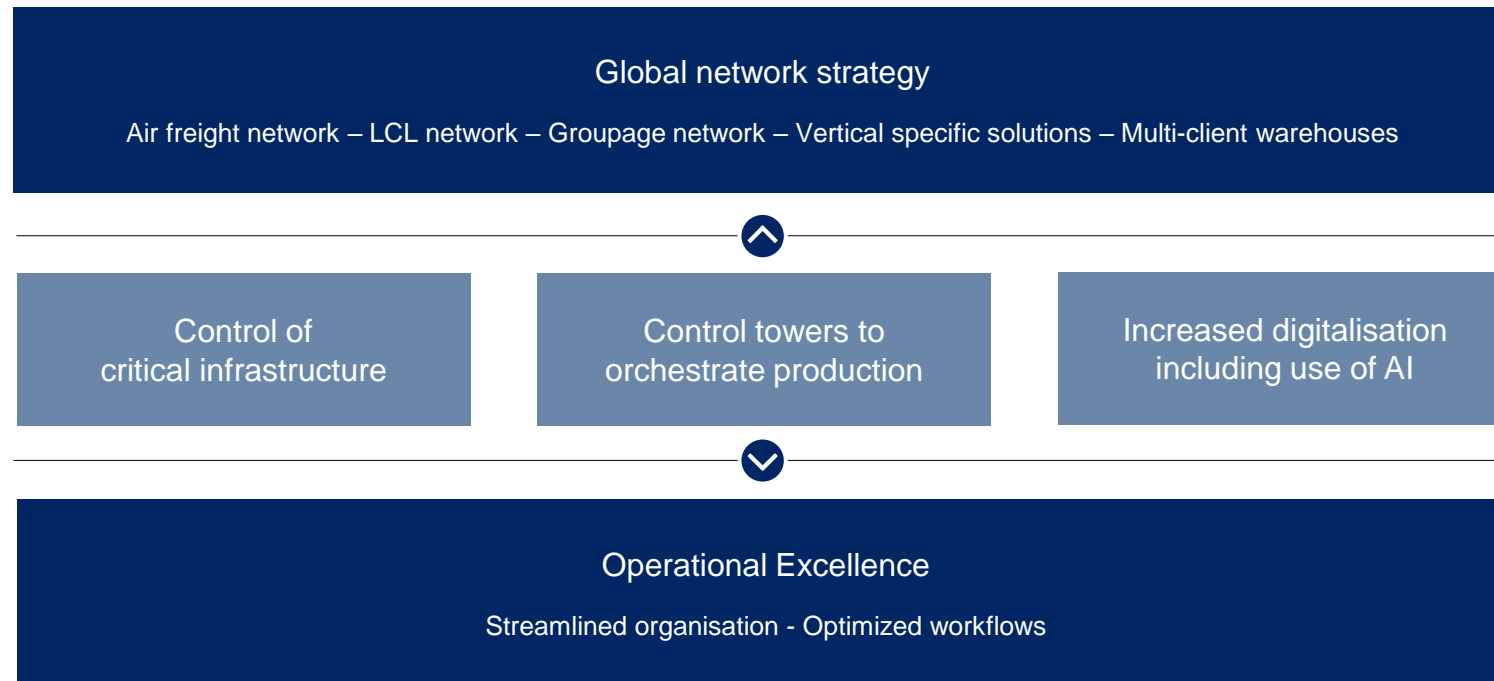 Global network strategy
Air freight network – LCL network – Groupage network – Vertical specific solutions – Multi-client warehouses
Control of
critical infrastructure
Control towers to
orchestrate production
Increased digitalisation
including use of AI
Operational Excellence
Streamlined organisation - Optimized workflows